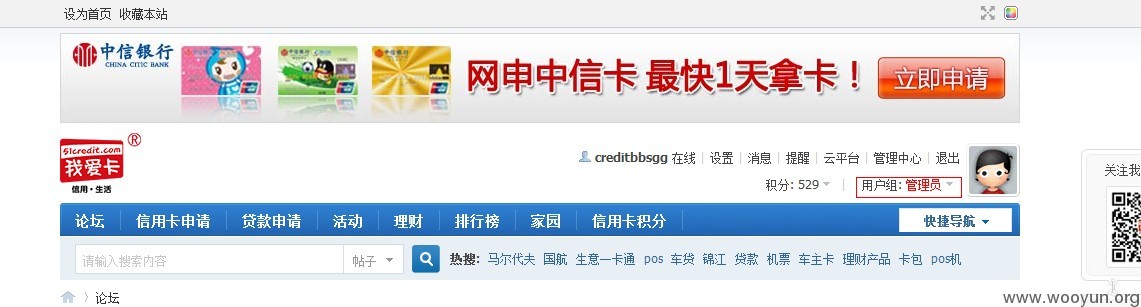 设为首页 收藏本站
中信银行
CHINA CITIC BANK
网申中信卡 最快1天拿卡！
立即申请
51credit.com
我爱卡
信用·生活
®
creditbbsgg 在线 | 设置 | 消息 | 提醒 | 云平台 | 管理中心 | 退出
积分: 529 | 用户组: 管理员
关注我
论坛 信用卡申请 贷款申请 活动 理财 排行榜 家园 信用卡积分 快捷导航
请输入搜索内容 帖子 热搜: 马尔代夫 国航 生意一卡通 pos 车贷 锦江 贷款 机票 车主卡 理财产品 卡包 pos机
论坛
www.wooyun.org